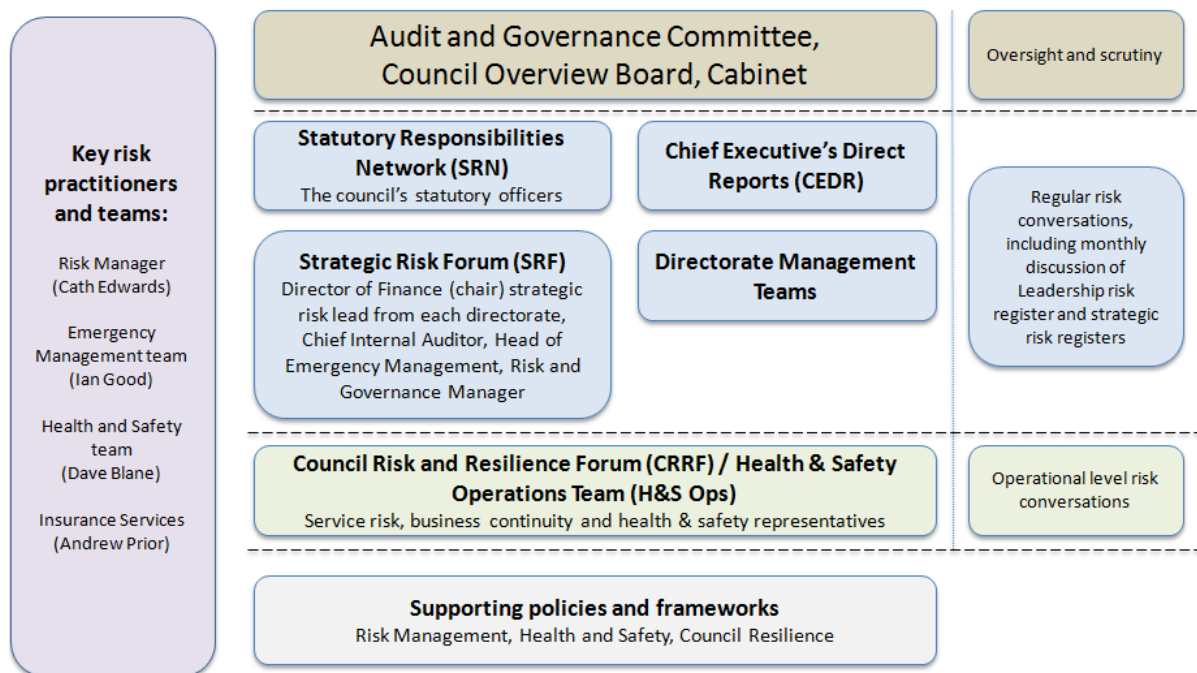 Key risk
practitioners
and teams:
Risk Manager
(Cath Edwards)
Emergency
Management team
(Ian Good)
Health and Safety
team
(Dave Blane)
Insurance Services
(Andrew Prior)
Audit and Governance Committee,
Council Overview Board, Cabinet
Oversight and scrutiny
Statutory Responsibilities
Network (SRN)
The council's statutory officers
Chief Executive's Direct
Reports (CEDR)
Strategic Risk Forum (SRF)
Director of Finance (chair) strategic
risk lead from each directorate,
Chief Internal Auditor, Head of
Emergency Management, Risk and
Governance Manager
Directorate Management
Teams
Regular risk
conversations,
including monthly
discussion of
Leadership risk
register and strategic
risk registers
Council Risk and Resilience Forum (CRRF) / Health & Safety
Operations Team (H&S Ops)
Service risk, business continuity and health & safety representatives
Operational level risk
conversations
Supporting policies and frameworks
Risk Management, Health and Safety, Council Resilience